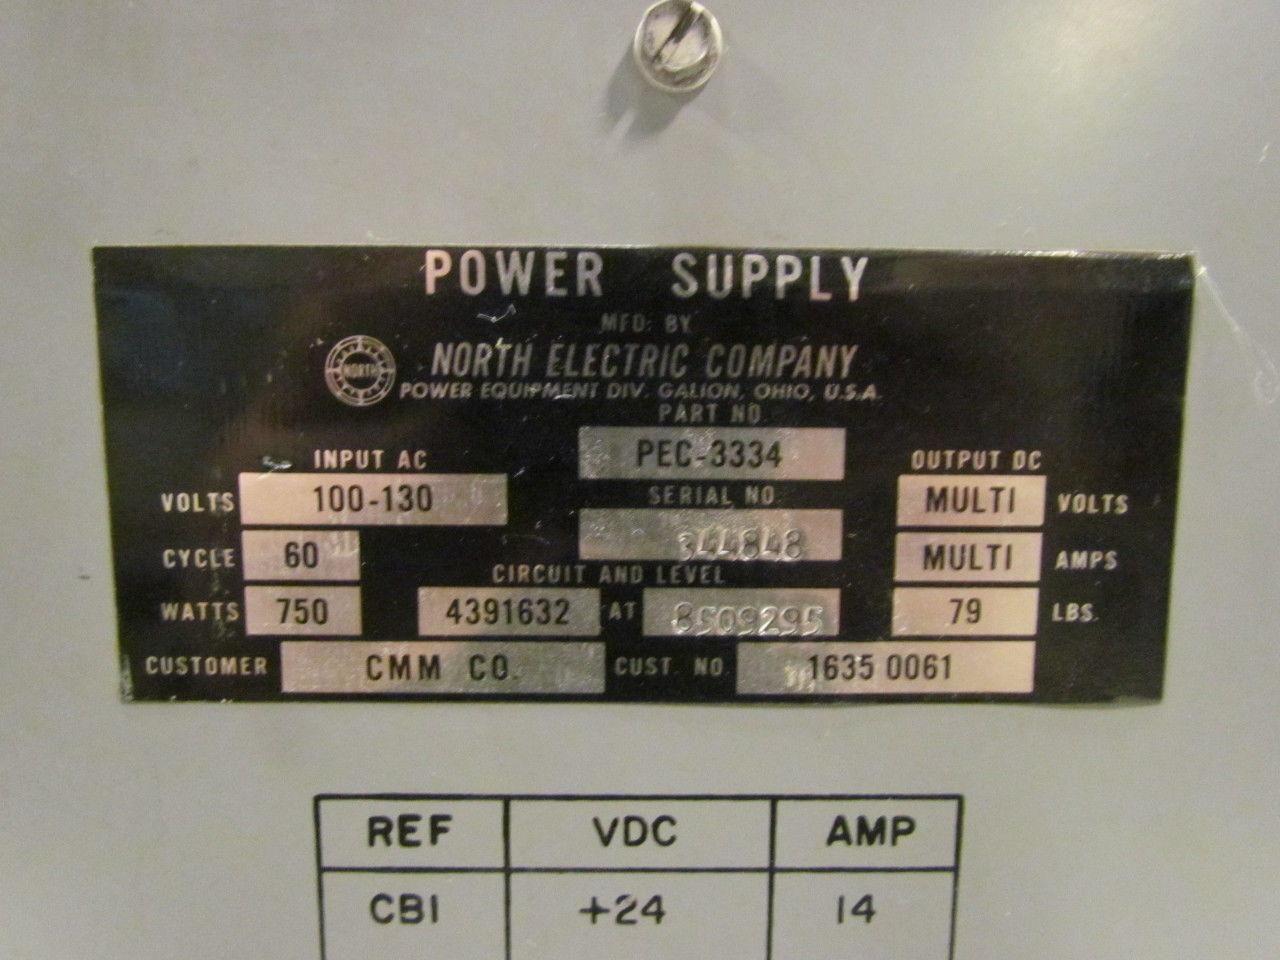 POWER SUPPLY
MFD. BY
NORTH
NORTH ELECTRIC COMPANY
POWER EQUIPMENT DIV. GALION, OHIO, U.S.A.
PART NO.
PEC-3334
INPUT AC
OUTPUT DC
VOLTS 100-130
SERIAL NO.
MULTI VOLTS
CYCLE 60
344848
MULTI AMPS
CIRCUIT AND LEVEL
WATTS 750 4391632 AT 8509295 79 LBS.
CUSTOMER CMM CO. CUST. NO. 1635 0061
REF VDC AMP
CB1 +24 14